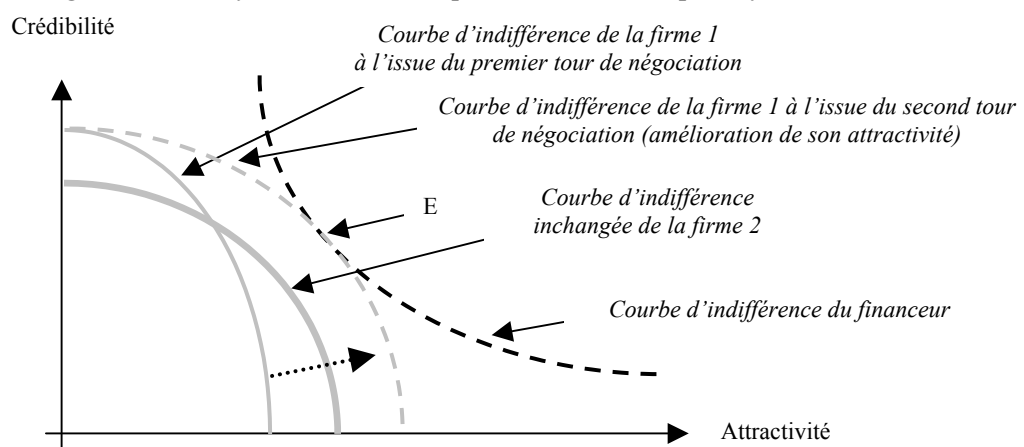 Crédibilité
Courbe d'indifférence de la firme 1
à l'issue du premier tour de négociation
Courbe d'indifférence de la firme 1 à l'issue du second tour
de négociation (amélioration de son attractivité)
E
Courbe d'indifférence
inchangée de la firme 2
Courbe d'indifférence du financeur
Attractivité